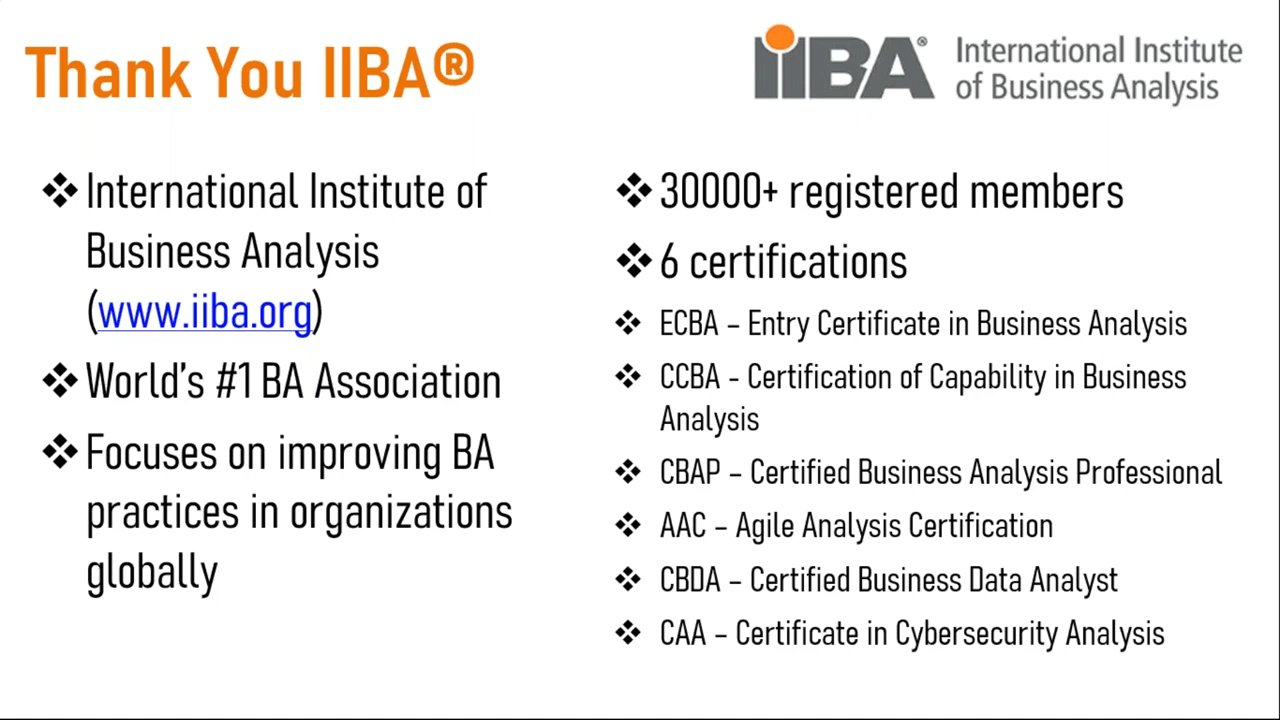 Thank You IIBA®
IIBA® International Institute
of Business Analysis
❖ International Institute of
Business Analysis
(www.iiba.org)
❖ World's #1 BA Association
❖ Focuses on improving BA
practices in organizations
globally
❖ 30000+ registered members
❖ 6 certifications
❖ ECBA – Entry Certificate in Business Analysis
❖ CCBA - Certification of Capability in Business
Analysis
❖ CBAP – Certified Business Analysis Professional
❖ AAC – Agile Analysis Certification
❖ CBDA – Certified Business Data Analyst
❖ CAA – Certificate in Cybersecurity Analysis